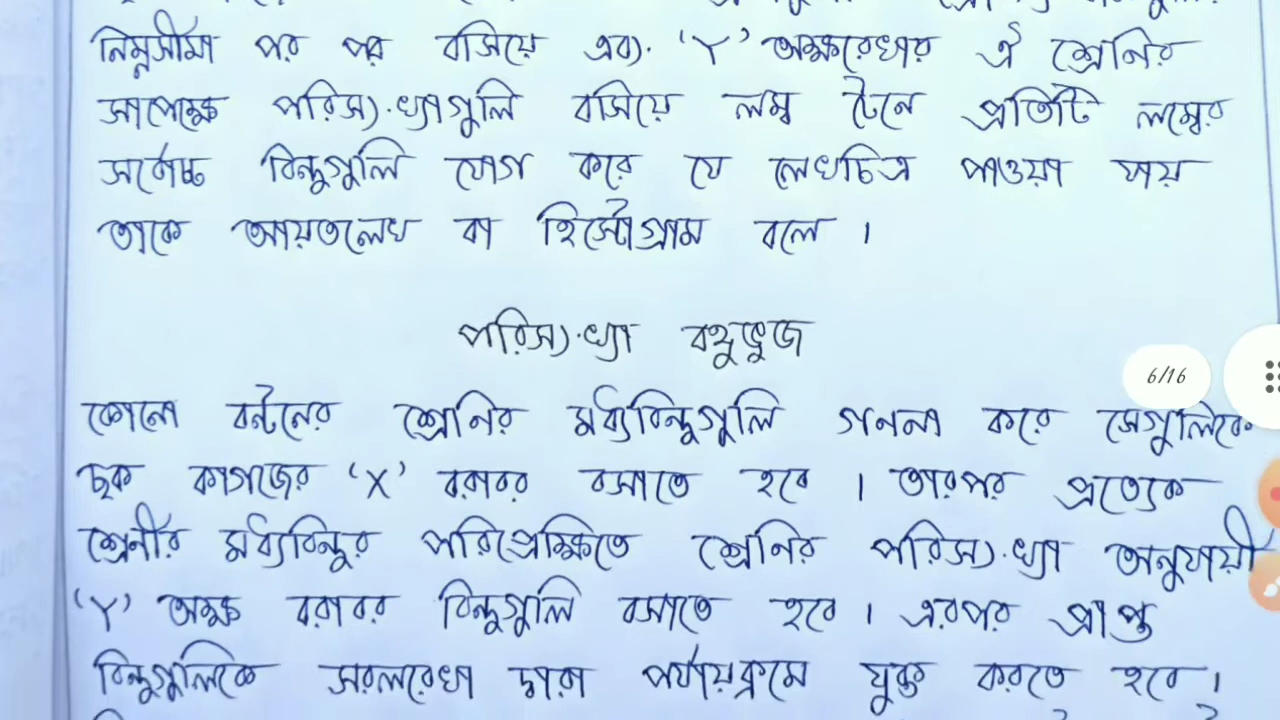 নিম্নসীমা পর পর বসিয়ে এবং 'Y' অক্ষরেখার ঐ শ্রেনির
সাপেক্ষে পরিসংখ্যাগুলি বসিয়ে লম্ব টেনে প্রতিটি লম্বের
সর্বোচ্চ বিন্দুগুলি যোগ করে যে লেখচিত্র পাওয়া যায়
তাকে আয়তলেখ বা হিস্টোগ্রাম বলে ।
পরিসংখ্যা বহুভুজ
কোনো বন্টনের শ্রেনির মধ্যবিন্দুগুলি গননা করে সেগুলিকে
ছক কাগজের 'X' বরাবর বসাতে হবে । তারপর প্রত্যেক
শ্রেনীর মধ্যবিন্দুর পরিপ্রেক্ষিতে শ্রেনির পরিসংখ্যা অনুযায়ী
'Y' অক্ষ বরাবর বিন্দুগুলি বসাতে হবে । এরপর প্রাপ্ত
বিন্দুগুলিকে সরলরেখা দ্বারা পর্যায়ক্রমে যুক্ত করতে হবে ।
6/16